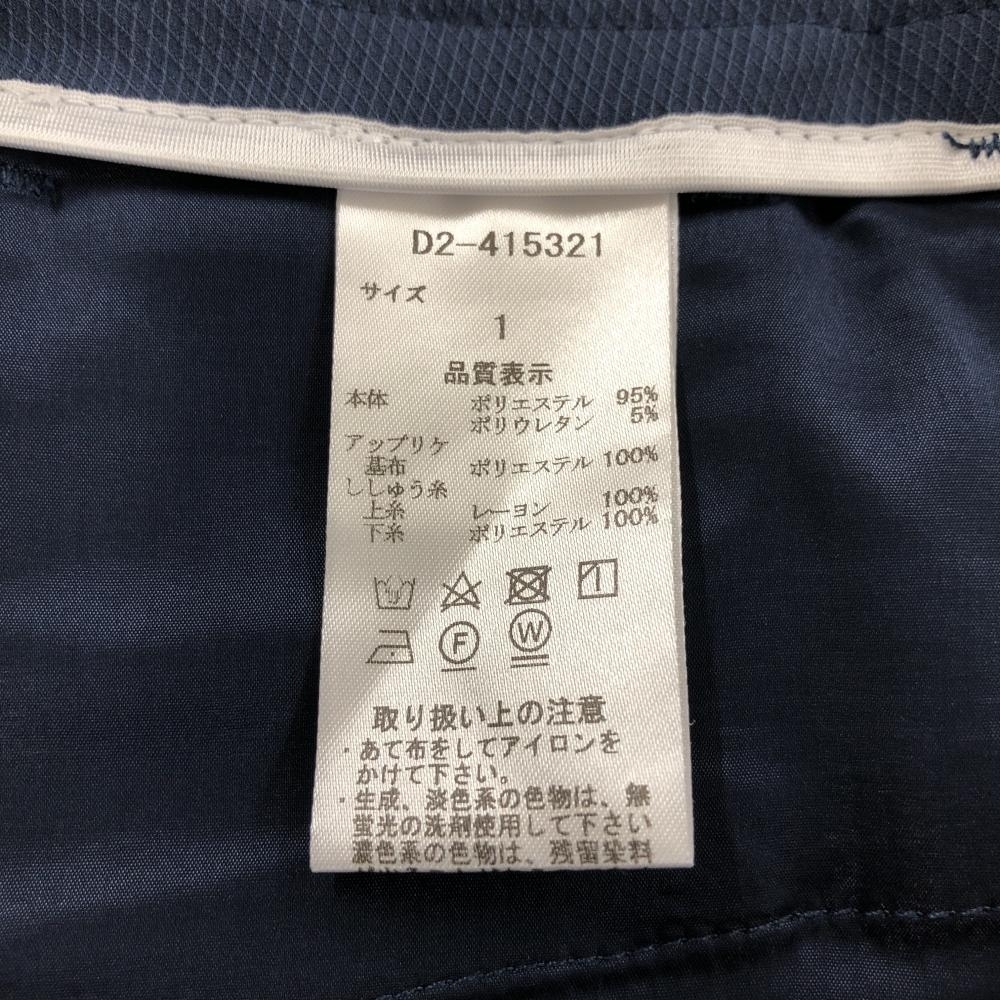 D2-415321
サイズ
1
品質表示
本体 ポリエステル 95%
ポリウレタン 5%
アップリケ
基布 ポリエステル 100%
ししゅう糸
上糸 レーヨン 100%
下糸 ポリエステル 100%
F W
取り扱い上の注意
・あて布をしてアイロンを
かけて下さい。
・生成、淡色系の色物は、無
蛍光の洗剤使用して下さい
濃色系の色物は、残留染料